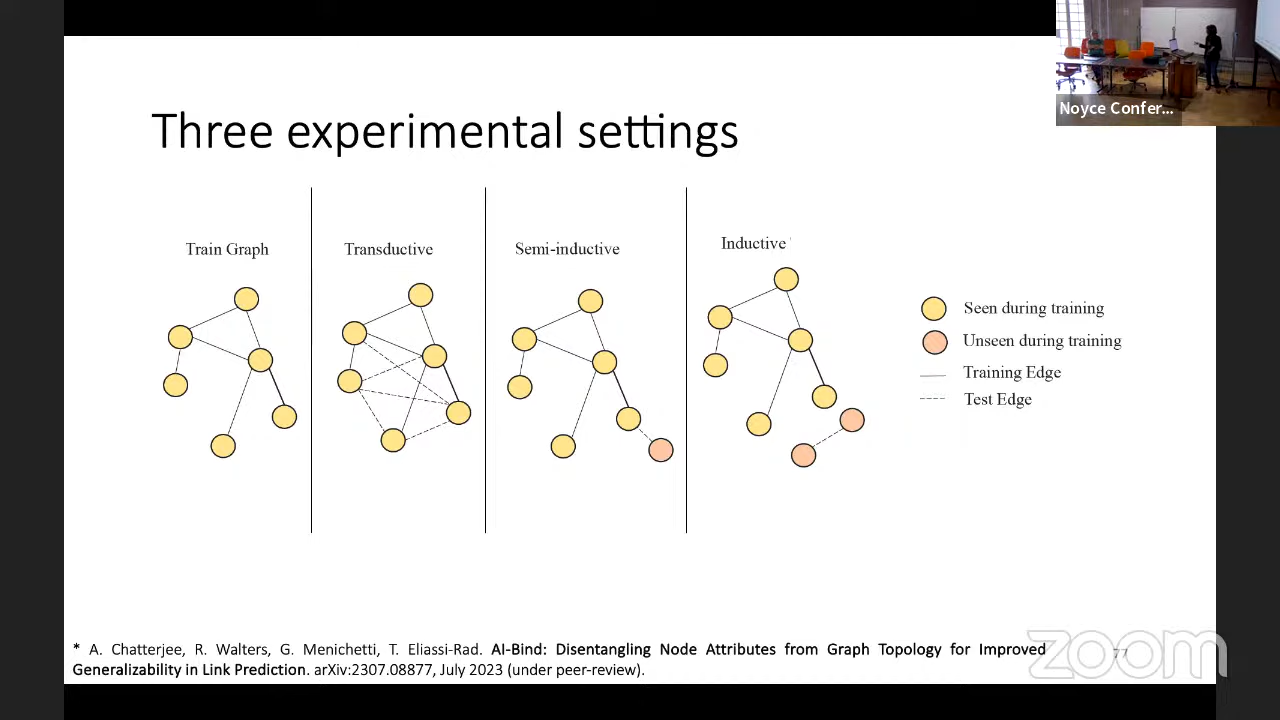 Noyce Confer...
Three experimental settings
Train Graph
Transductive
Semi-inductive
Inductive
Seen during training
Unseen during training
Training Edge
Test Edge
* A. Chatterjee, R. Walters, G. Menichetti, T. Eliassi-Rad. AI-Bind: Disentangling Node Attributes from Graph Topology for Improved
Generalizability in Link Prediction. arXiv:2307.08877, July 2023 (under peer-review).
77
zoom